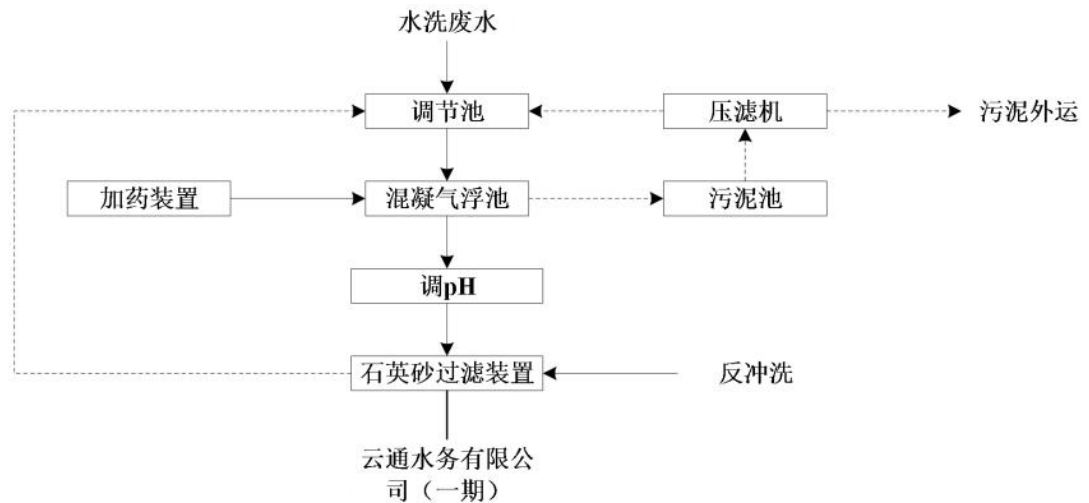 水洗废水
调节池
压滤机
污泥外运
加药装置
混凝气浮池
污泥池
调pH
石英砂过滤装置
反冲洗
云通水务有限公
司（一期）